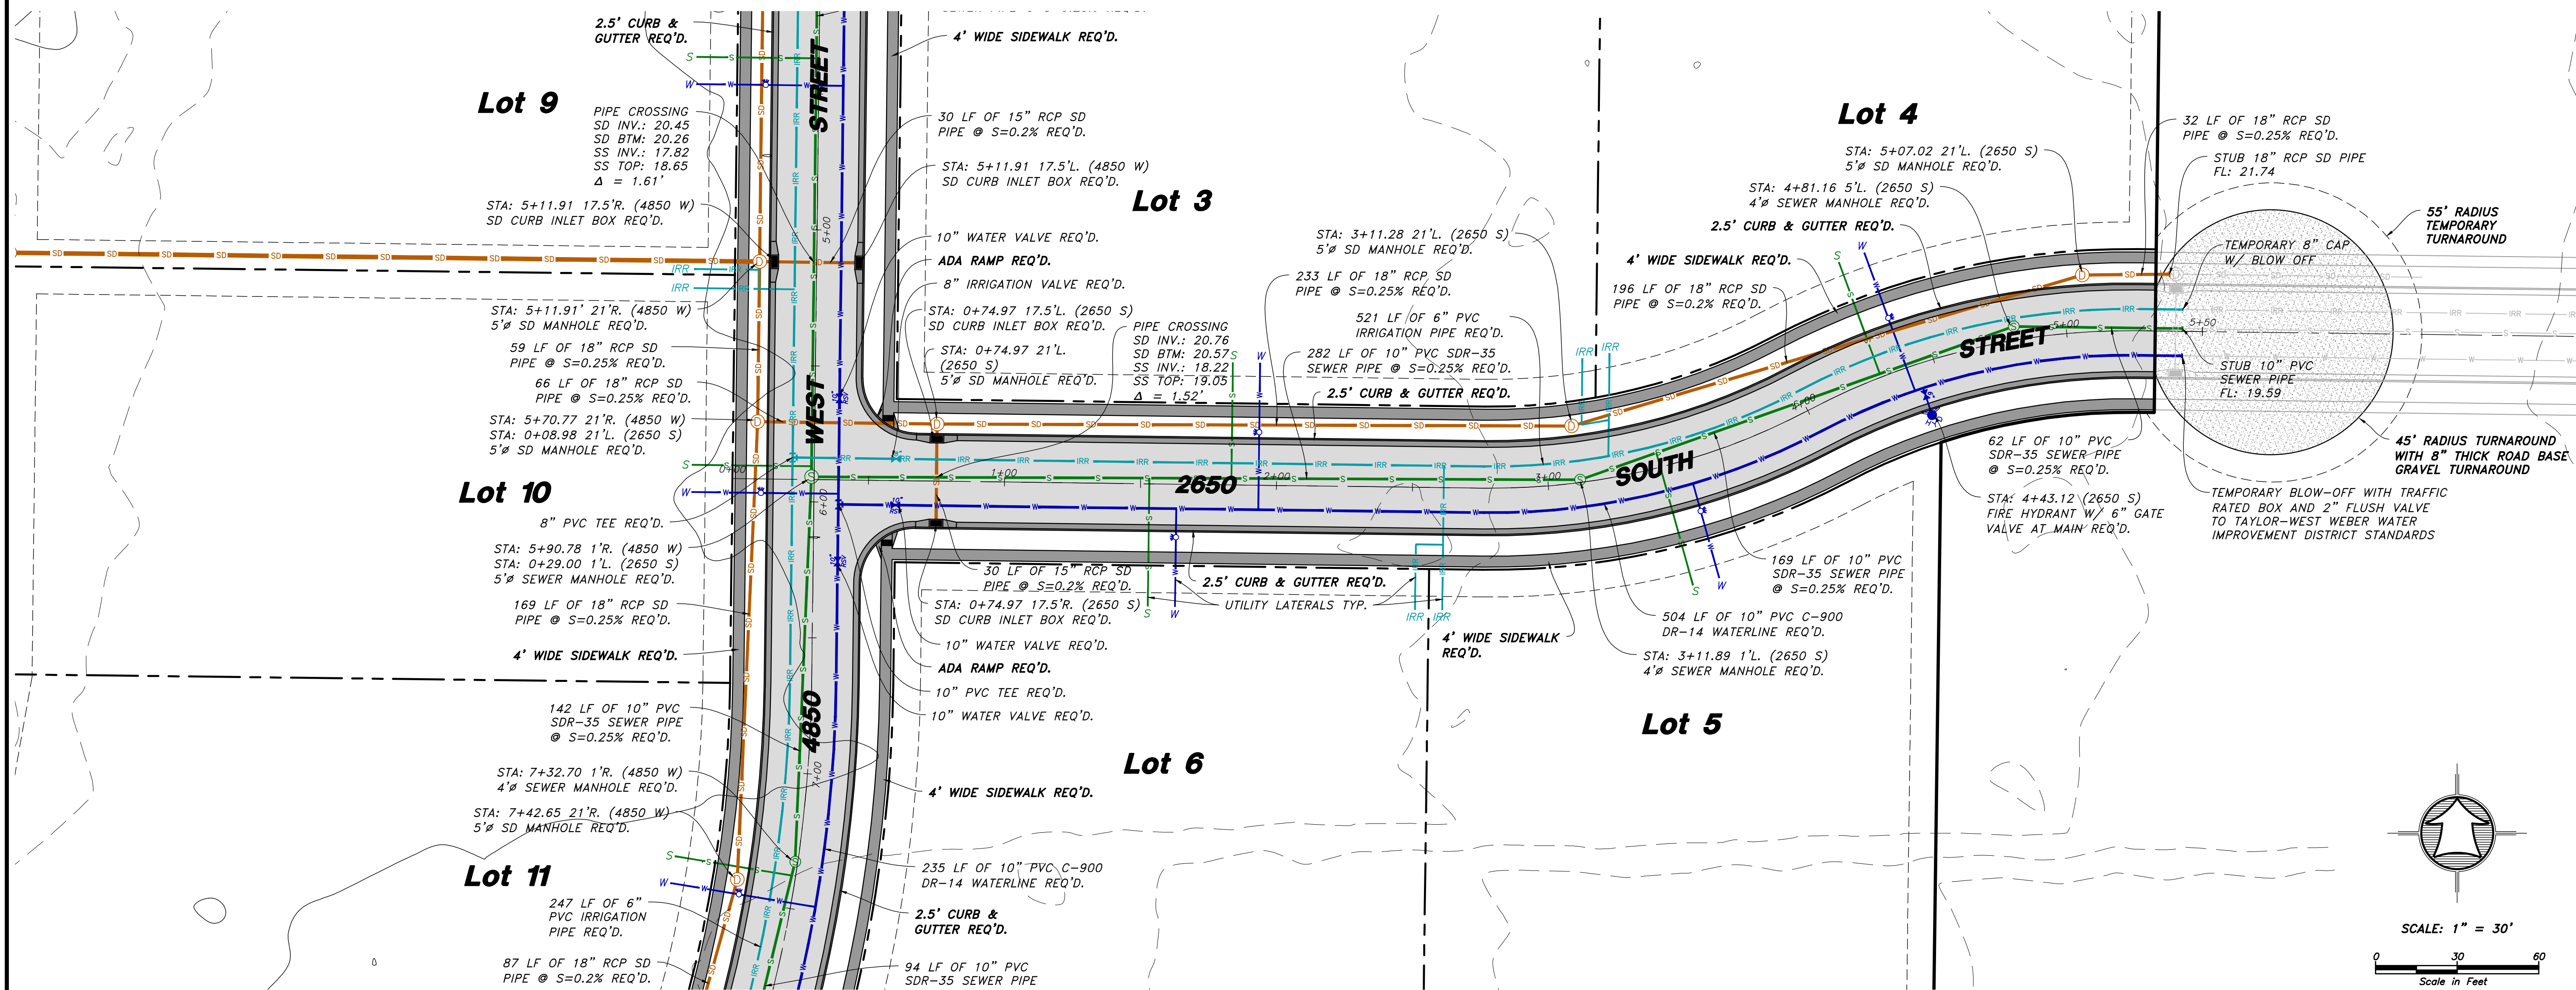 2.5' CURB &
GUTTER REQ'D.
4' WIDE SIDEWALK REQ'D.
Lot 9
PIPE CROSSING
SD INV.: 20.45
SD BTM: 20.26
SS INV.: 17.82
SS TOP: 18.65
Δ = 1.61'
STA: 5+11.91 17.5'R. (4850 W)
SD CURB INLET BOX REQ'D.
STA: 5+11.91' 21'R. (4850 W)
5'ø SD MANHOLE REQ'D.
59 LF OF 18" RCP SD
PIPE @ S=0.25% REQ'D.
66 LF OF 18" RCP SD
PIPE @ S=0.25% REQ'D.
STA: 5+70.77 21'R. (4850 W)
STA: 0+08.98 21'L. (2650 S)
5'ø SD MANHOLE REQ'D.
Lot 10
8" PVC TEE REQ'D.
STA: 5+90.78 1'R. (4850 W)
STA: 0+29.00 1'L. (2650 S)
5'ø SEWER MANHOLE REQ'D.
169 LF OF 18" RCP SD
PIPE @ S=0.25% REQ'D.
4' WIDE SIDEWALK REQ'D.
142 LF OF 10" PVC
SDR-35 SEWER PIPE
@ S=0.25% REQ'D.
STA: 7+32.70 1'R. (4850 W)
4'ø SEWER MANHOLE REQ'D.
STA: 7+42.65 21'R. (4850 W)
5'ø SD MANHOLE REQ'D.
Lot 11
247 LF OF 6"
PVC IRRIGATION
PIPE REQ'D.
87 LF OF 18" RCP SD
PIPE @ S=0.2% REQ'D.
STREET
WEST
4850
5+00
6+00
7+00
30 LF OF 15" RCP SD
PIPE @ S=0.2% REQ'D.
STA: 5+11.91 17.5'L. (4850 W)
SD CURB INLET BOX REQ'D.
Lot 3
10" WATER VALVE REQ'D.
ADA RAMP REQ'D.
8" IRRIGATION VALVE REQ'D.
STA: 0+74.97 17.5'L. (2650 S)
SD CURB INLET BOX REQ'D.
STA: 0+74.97 21'L.
(2650 S)
5'ø SD MANHOLE REQ'D.
PIPE CROSSING
SD INV.: 20.76
SD BTM: 20.57
SS INV.: 18.22
SS TOP: 19.05
Δ = 1.52'
STA: 3+11.28 21'L. (2650 S)
5'ø SD MANHOLE REQ'D.
233 LF OF 18" RCP SD
PIPE @ S=0.25% REQ'D.
521 LF OF 6" PVC
IRRIGATION PIPE REQ'D.
282 LF OF 10" PVC SDR-35
SEWER PIPE @ S=0.25% REQ'D.
2.5' CURB & GUTTER REQ'D.
0+00
1+00
2+00
3+00
4+00
5+00
5+50
2650
SOUTH
STREET
30 LF OF 15" RCP SD
PIPE @ S=0.2% REQ'D.
STA: 0+74.97 17.5'R. (2650 S)
SD CURB INLET BOX REQ'D.
10" WATER VALVE REQ'D.
ADA RAMP REQ'D.
10" PVC TEE REQ'D.
10" WATER VALVE REQ'D.
2.5' CURB & GUTTER REQ'D.
UTILITY LATERALS TYP.
4' WIDE SIDEWALK
REQ'D.
Lot 6
4' WIDE SIDEWALK REQ'D.
235 LF OF 10" PVC C-900
DR-14 WATERLINE REQ'D.
2.5' CURB &
GUTTER REQ'D.
94 LF OF 10" PVC
SDR-35 SEWER PIPE
Lot 4
STA: 5+07.02 21'L. (2650 S)
5'ø SD MANHOLE REQ'D.
STA: 4+81.16 5'L. (2650 S)
4'ø SEWER MANHOLE REQ'D.
2.5' CURB & GUTTER REQ'D.
4' WIDE SIDEWALK REQ'D.
196 LF OF 18" RCP SD
PIPE @ S=0.2% REQ'D.
32 LF OF 18" RCP SD
PIPE @ S=0.25% REQ'D.
STUB 18" RCP SD PIPE
FL: 21.74
55' RADIUS
TEMPORARY
TURNAROUND
TEMPORARY 8" CAP
W/ BLOW OFF
STUB 10" PVC
SEWER PIPE
FL: 19.59
45' RADIUS TURNAROUND
WITH 8" THICK ROAD BASE
GRAVEL TURNAROUND
62 LF OF 10" PVC
SDR-35 SEWER PIPE
@ S=0.25% REQ'D.
STA: 4+43.12 (2650 S)
FIRE HYDRANT W/ 6" GATE
VALVE AT MAIN REQ'D.
TEMPORARY BLOW-OFF WITH TRAFFIC
RATED BOX AND 2" FLUSH VALVE
TO TAYLOR-WEST WEBER WATER
IMPROVEMENT DISTRICT STANDARDS
169 LF OF 10" PVC
SDR-35 SEWER PIPE
@ S=0.25% REQ'D.
504 LF OF 10" PVC C-900
DR-14 WATERLINE REQ'D.
STA: 3+11.89 1'L. (2650 S)
4'ø SEWER MANHOLE REQ'D.
Lot 5
SCALE: 1" = 30'
0 30 60
Scale in Feet